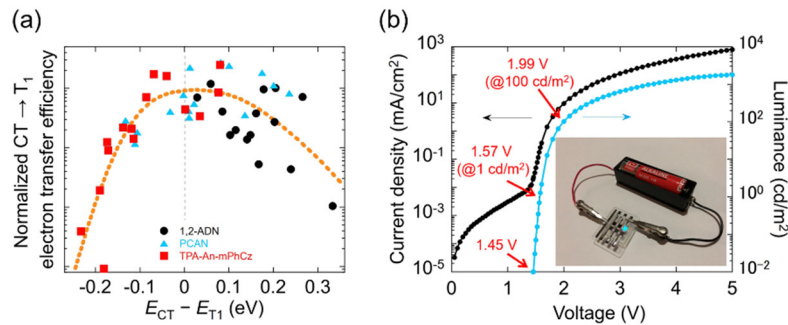 (a)
Normalized CT → T1
electron transfer efficiency
1,2-ADN
PCAN
TPA-An-mPhCz
-0.2 -0.1 0 0.1 0.2 0.3
ECT − ET1 (eV)
(b)
Current density (mA/cm²)
10³
10¹
10⁻¹
10⁻³
10⁻⁵
1.99 V
(@100 cd/m²)
1.57 V
(@1 cd/m²)
1.45 V
ALKALINE
10⁴
10²
10⁰
10⁻²
Luminance (cd/m²)
0 1 2 3 4 5
Voltage (V)